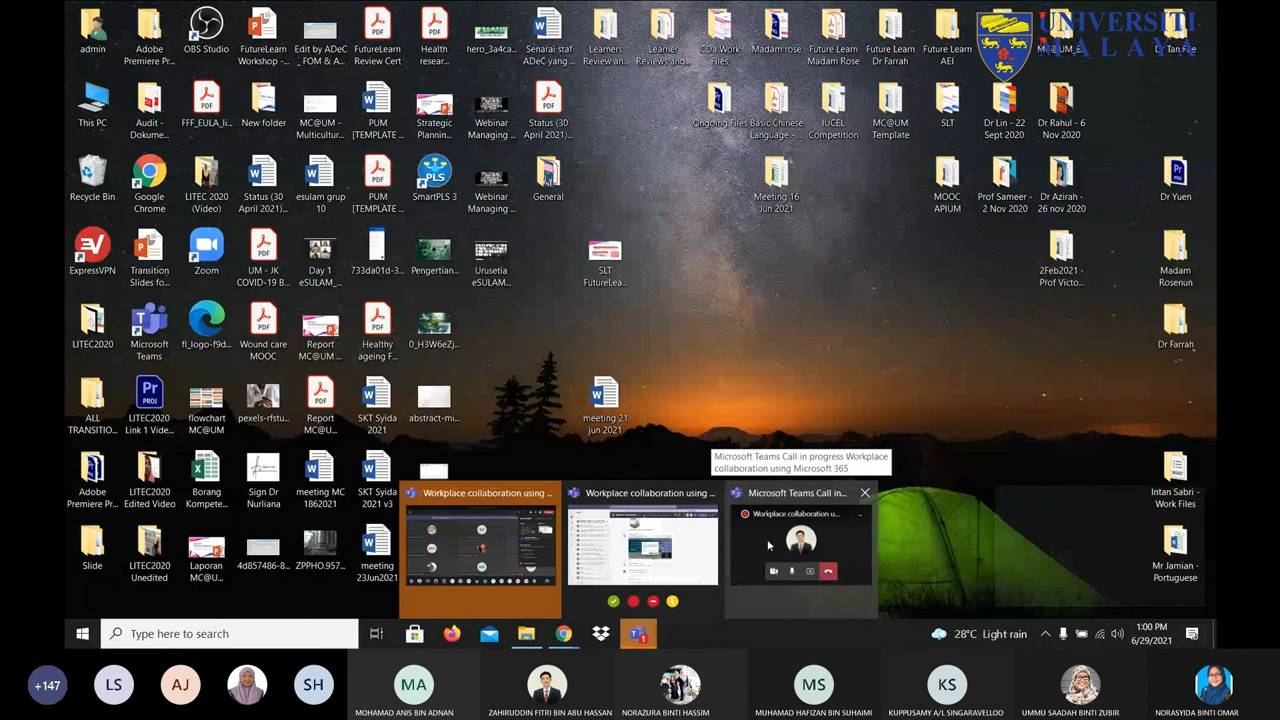 UNIVERSITI
MALAYA
admin
Adobe
Premiere Pr...
OBS Studio
FutureLearn
Workshop -...
Edit by ADeC
_ FOM & A...
FutureLearn
Review Cert
Health
resear...
hero_3a4ca...
Senarai staf
ADeC yang ...
Learners
Review an...
Learner
Reviews and...
CDa Work
Files
Madam rose
Future Learn
Madam Rose
Future Learn
Dr Farrah
Future Learn
AEI
MC@UM_E...
Dr Tan File
This PC
Audit -
Dokume...
FFF_EULA_li...
New folder
MC@UM -
Multicultur...
PUM
[TEMPLATE ...
Strategic
Plannin...
Webinar
Managing ...
Status (30
April 2021)...
Ongoing Files
Basic Chinese
Language -...
IUCEL
Competition
MC@UM
Template
SLT
Dr Lin - 22
Sept 2020
Dr Rahul - 6
Nov 2020
Recycle Bin
Google
Chrome
LITEC 2020
(Video)
Status (30
April 2021)...
esulam grup
10
PUM
[TEMPLATE ...
SmartPLS 3
Webinar
Managing ...
General
Meeting 16
Jun 2021
MOOC
APIUM
Prof Sameer -
2 Nov 2020
Dr Azirah -
26 nov 2020
Dr Yuen
ExpressVPN
Transition
Slides fo...
Zoom
UM - JK
COVID-19 B...
Day 1
eSULAM_...
733da01d-3...
Pengertian...
Urusetia
eSULAM...
SLT
FutureLea...
2Feb2021 -
Prof Victo...
Madam
Rosenun
LITEC2020
Microsoft
Teams
fl_logo-f9d...
Wound care
MOOC
Report
MC@UM ...
Healthy
ageing F...
0_H3W6eZj...
Dr Farrah
ALL
TRANSITIO...
LITEC2020
Link 1 Vide...
flowchart
MC@UM
pexels-rfstu...
Report
MC@U...
SKT Syida
2021
abstract-mi...
meeting 21
jun 2021
Microsoft Teams Call in progress Workplace
collaboration using Microsoft 365
Adobe
Premiere Pr...
LITEC2020
Edited Video
Borang
Kompete...
Sign Dr
Nurliana
meeting MC
1862021
SKT Syida
2021 v3
Intan Sabri -
Work Files
Workplace collaboration using ...
Workplace collaboration using ...
Microsoft Teams Call in...
Workplace collaboration u...
Slide
LITEC2020
Unedited
Laporan
MC@U...
4d857486-8...
ZPPPO.957...
meeting
23Jun2021
Mr Jamian -
Portuguese
Type here to search
28°C Light rain
1:00 PM
6/29/2021
+147
LS
AJ
SH
MA
MS
KS
MOHAMAD ANIS BIN ADNAN
ZAHIRUDDIN FITRI BIN ABU HASSAN
NORAZURA BINTI HASSIM
MUHAMAD HAFIZAN BIN SUHAIMI
KUPPUSAMY A/L SINGARAVELLOO
UMMU SAADAH BINTI ZUBIR
NORASYIDA BINTI OMAR